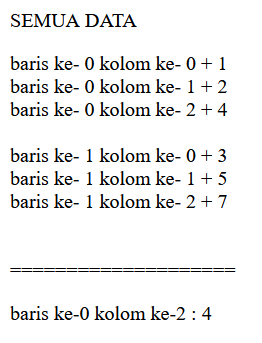 SEMUA DATA
baris ke- 0 kolom ke- 0 + 1
baris ke- 0 kolom ke- 1 + 2
baris ke- 0 kolom ke- 2 + 4
baris ke- 1 kolom ke- 0 + 3
baris ke- 1 kolom ke- 1 + 5
baris ke- 1 kolom ke- 2 + 7
====================
baris ke-0 kolom ke-2 : 4